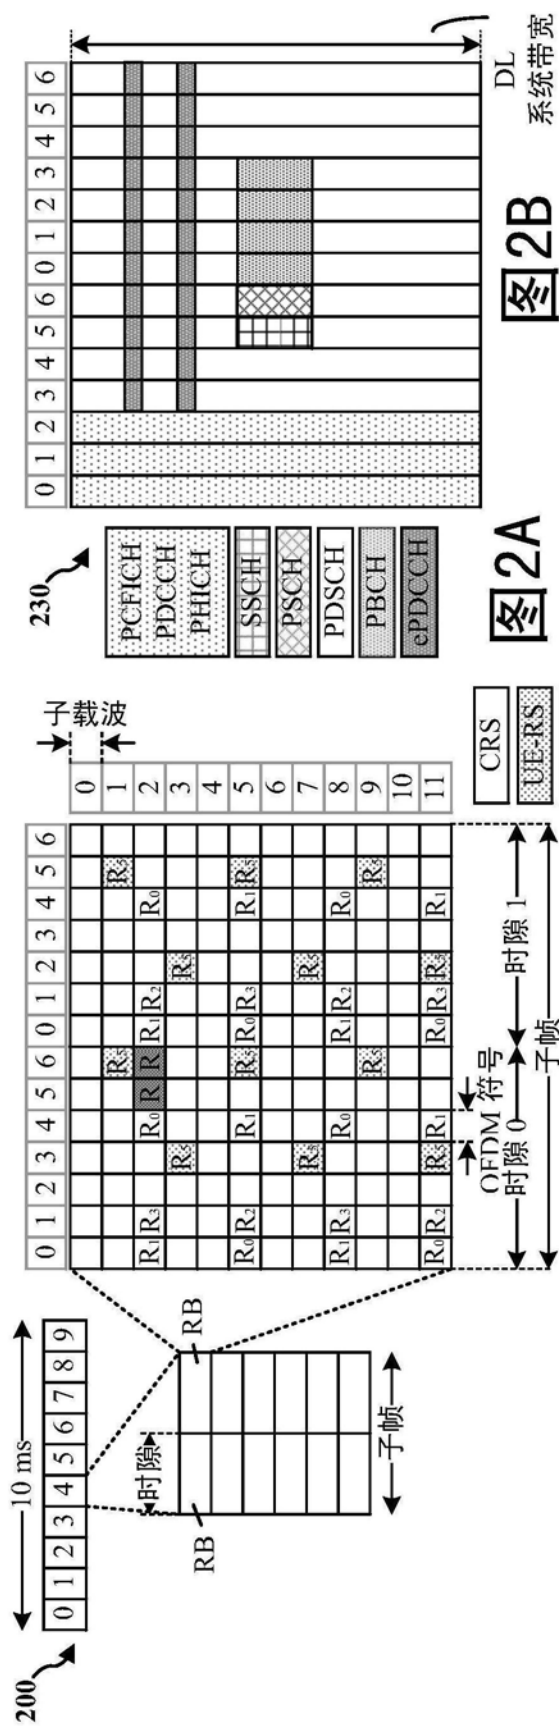 200
10 ms
0 1 2 3 4 5 6 7 8 9
时隙
RB
RB
子帧
0 1 2 3 4 5 6 0 1 2 3 4 5 6
子载波
0
R5 R5 1
R1 R3 R0 R R R1 R2 R0 2
R5 R5 3
4
R0 R2 R1 R5 R0 R3 R1 R5 5
6
R5 R5 7
R1 R3 R0 R1 R2 R0 8
R5 R5 9
10
R0 R2 R5 R1 R0 R3 R5 R1 11
OFDM 符号
时隙 0
时隙 1
子帧
CRS
UE-RS
图2A
230
PCFICH
PDCCH
PHICH
SSCH
PSCH
PDSCH
PBCH
ePDCCH
0 1 2 3 4 5 6 0 1 2 3 4 5 6
DL
系统带宽
图2B